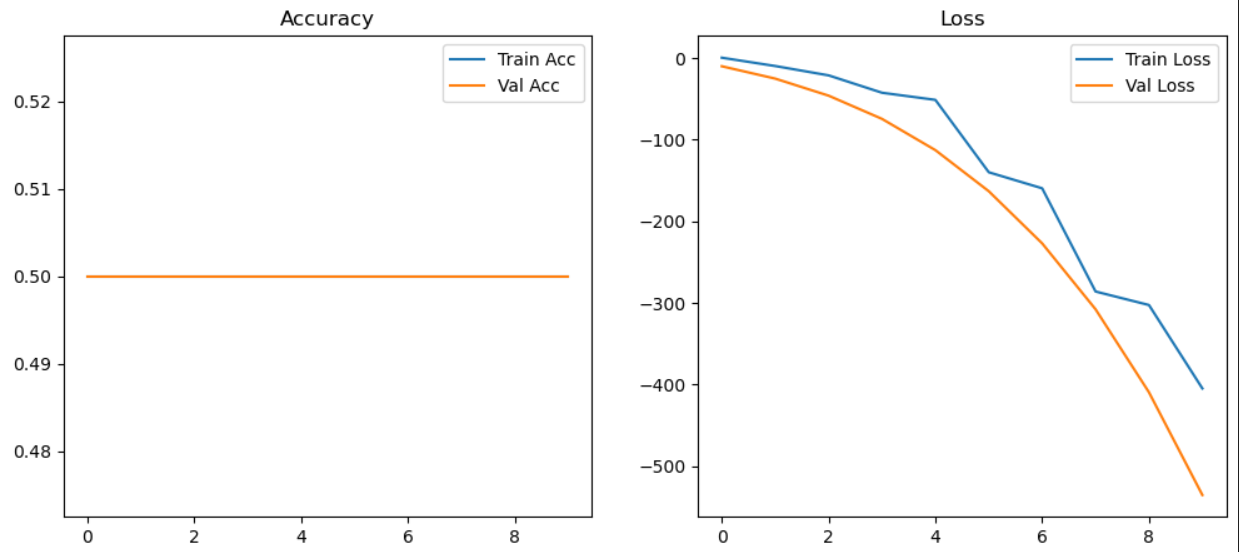 Accuracy
Train Acc
Val Acc
0.52
0.51
0.50
0.49
0.48
0 2 4 6 8
Loss
Train Loss
Val Loss
0
−100
−200
−300
−400
−500
0 2 4 6 8